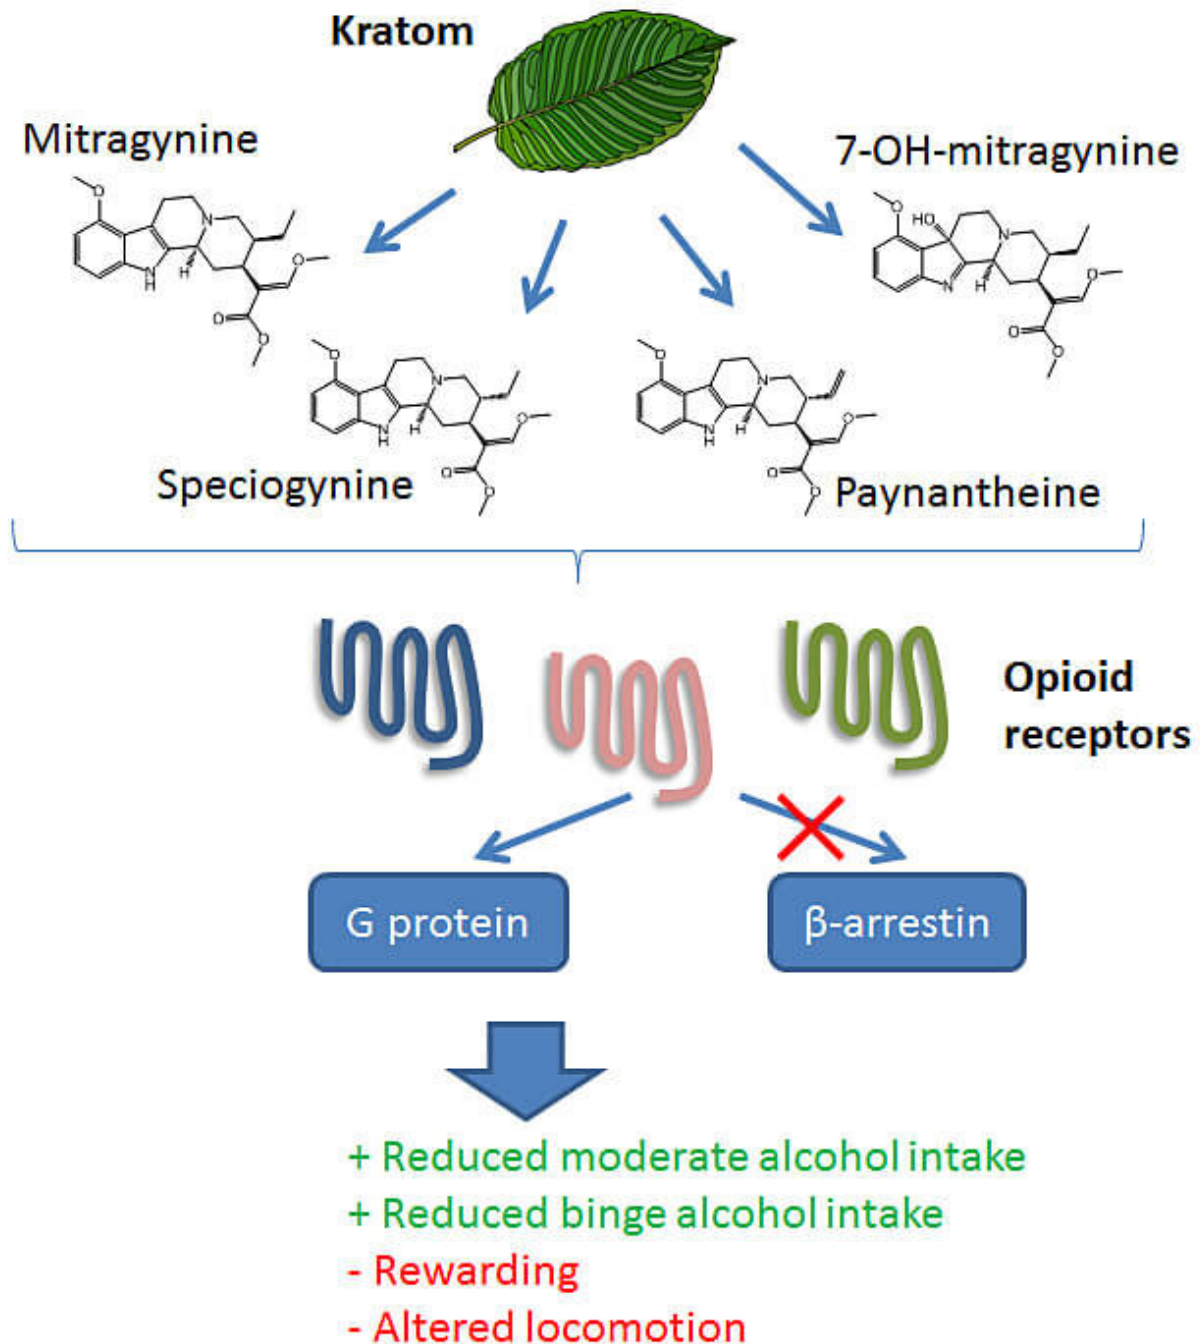 Kratom
Mitragynine
7-OH-mitragynine
O
N
N
H
H
O
O
O
O
HO
N
N
H
O
O
O
O
N
N
H
H
O
O
O
O
N
N
H
H
O
O
O
Speciogynine
Paynantheine
Opioid
receptors
G protein
β-arrestin
+ Reduced moderate alcohol intake
+ Reduced binge alcohol intake
- Rewarding
- Altered locomotion